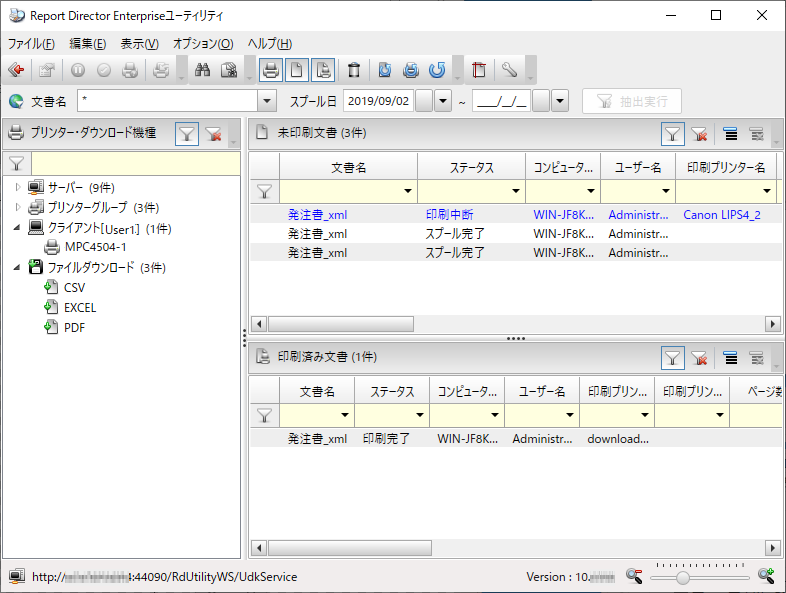 Report Director Enterpriseユーティリティ
ファイル(F) 編集(E) 表示(V) オプション(O) ヘルプ(H)
文書名 * スプール日 2019/09/02 ~ __/__/__ 抽出実行
プリンター・ダウンロード機種
サーバー (9件)
プリンターグループ (3件)
クライアント[User1] (1件)
MPC4504-1
ファイルダウンロード (3件)
CSV
EXCEL
PDF
未印刷文書 (3件)
文書名 ステータス コンピュータ... ユーザー名 印刷プリンター名
発注書_xml 印刷中断 WIN-JF8K... Administr... Canon LIPS4_2
発注書_xml スプール完了 WIN-JF8K... Administr...
発注書_xml スプール完了 WIN-JF8K... Administr...
印刷済み文書 (1件)
文書名 ステータス コンピュータ... ユーザー名 印刷プリン... 印刷プリン... ページ
発注書_xml 印刷完了 WIN-JF8K... Administr... download...
http:// :44090/RdUtilityWS/UdkService Version : 10.